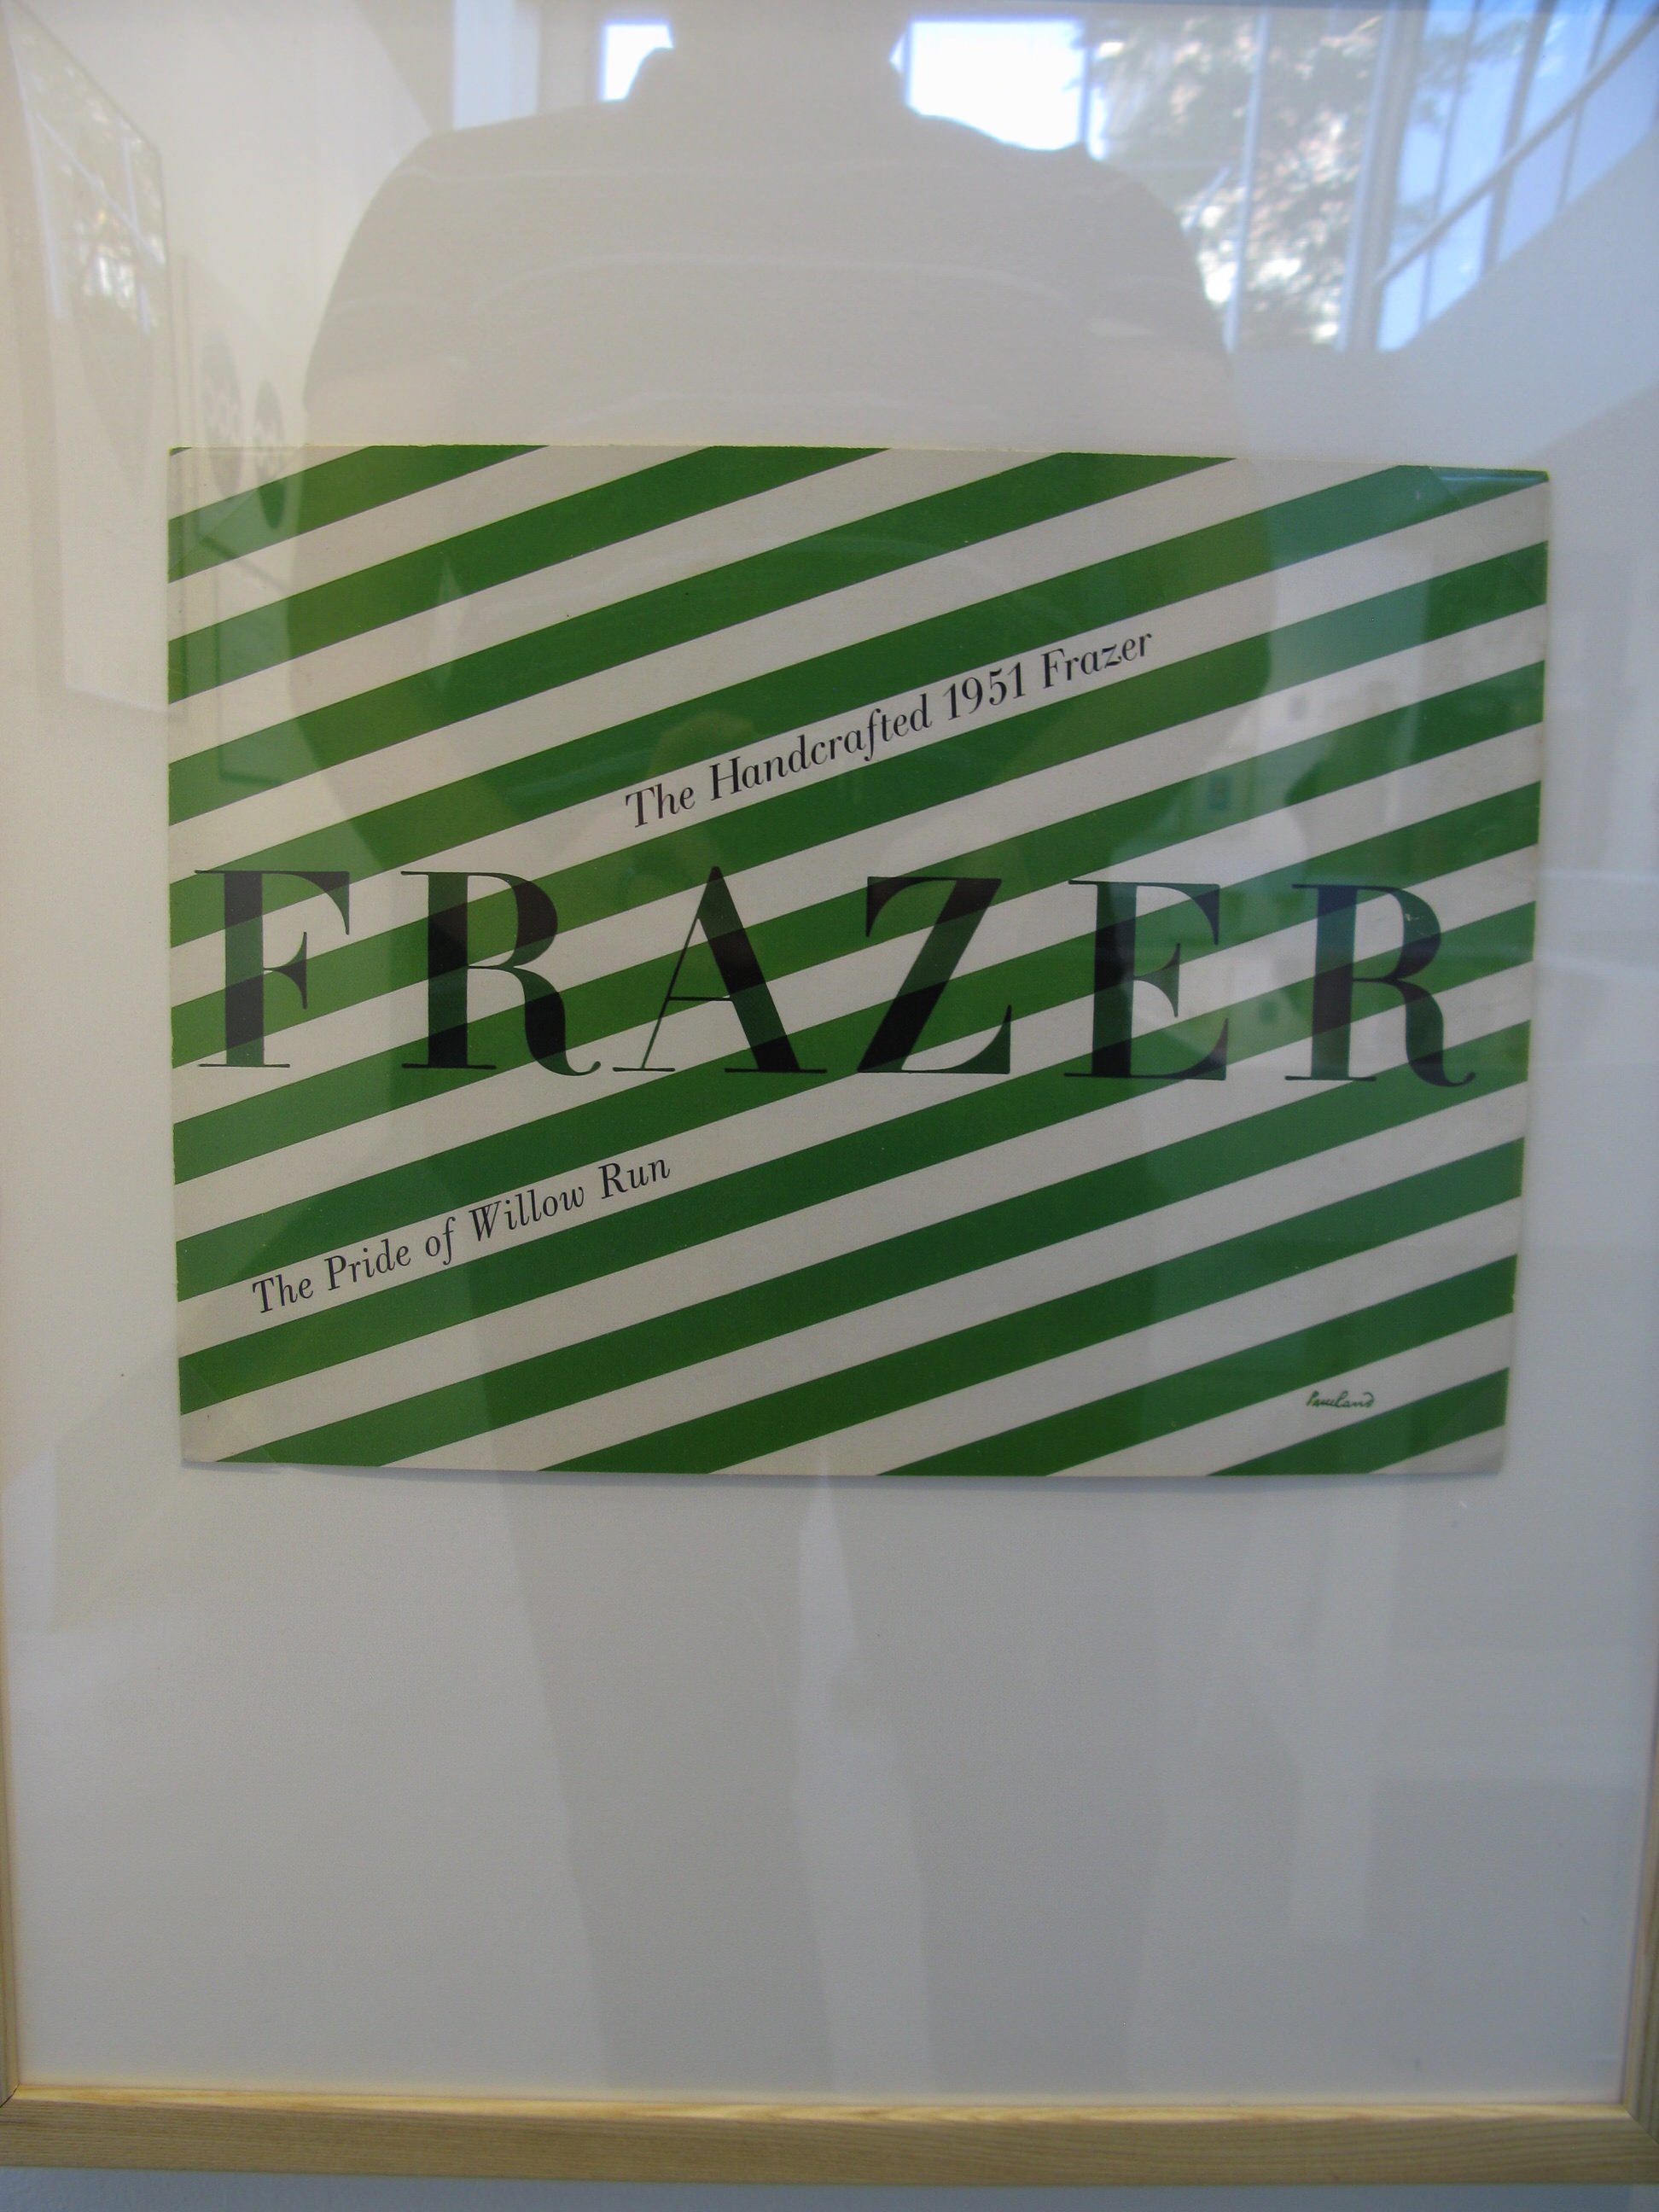 The Handcrafted 1951 Frazer
FRAZER
The Pride of Willow Run